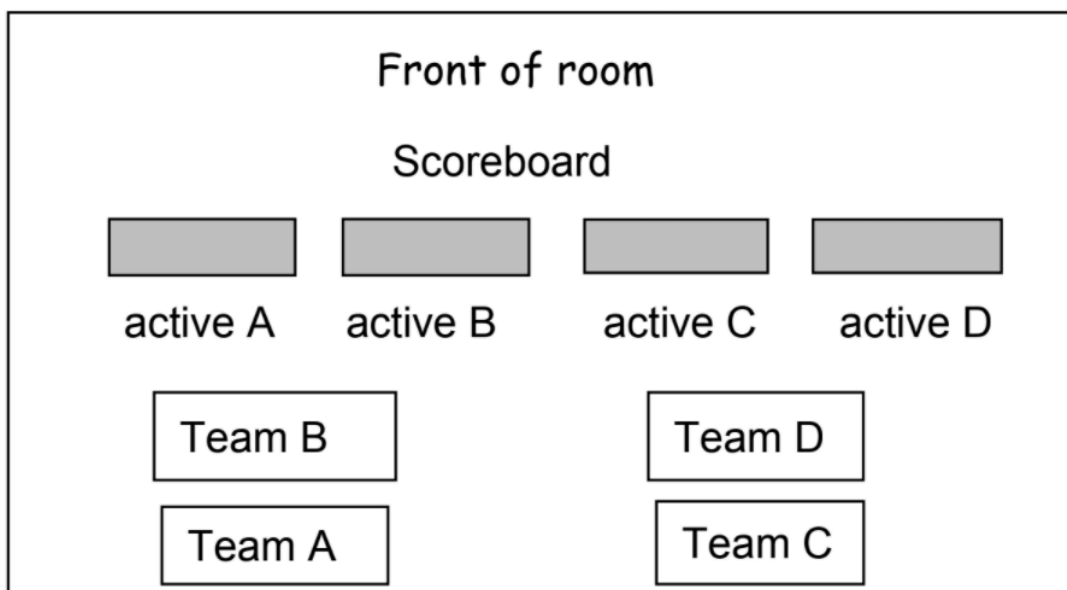 Front of room
Scoreboard
active A active B active C active D
Team B Team D
Team A Team C